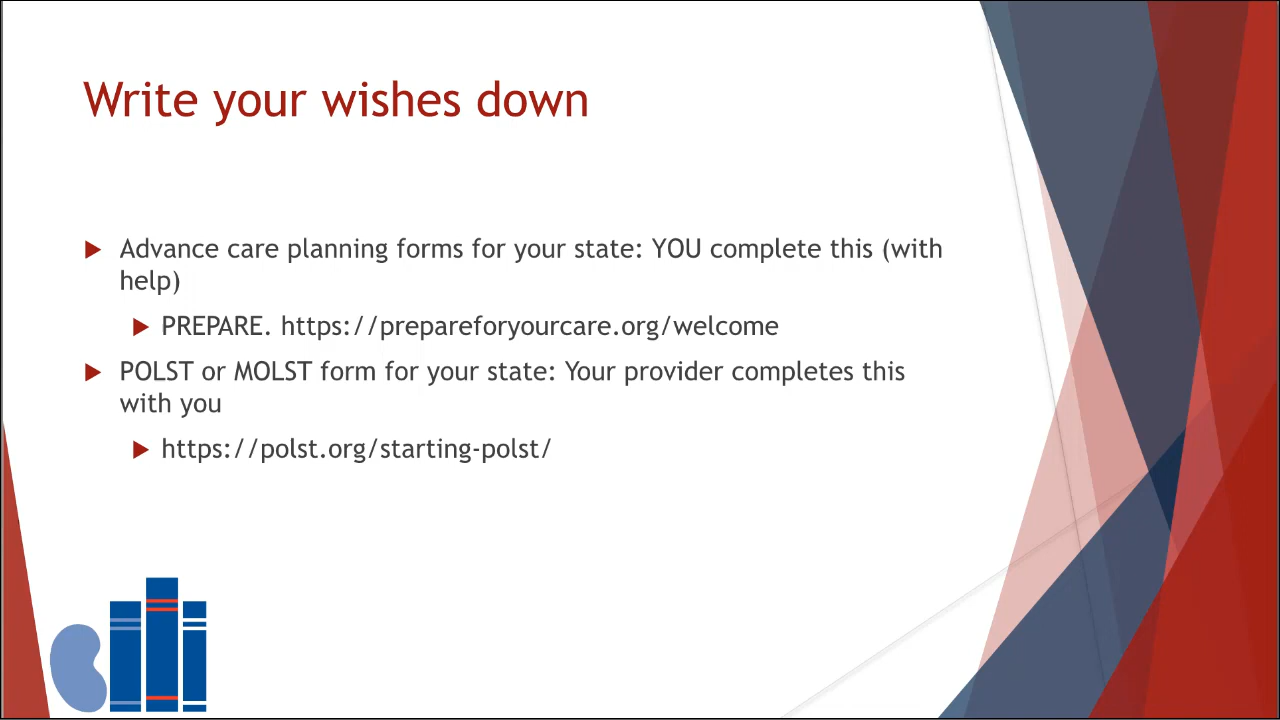 Write your wishes down
Advance care planning forms for your state: YOU complete this (with
help)
PREPARE. https://prepareforyourcare.org/welcome
POLST or MOLST form for your state: Your provider completes this
with you
https://polst.org/starting-polst/